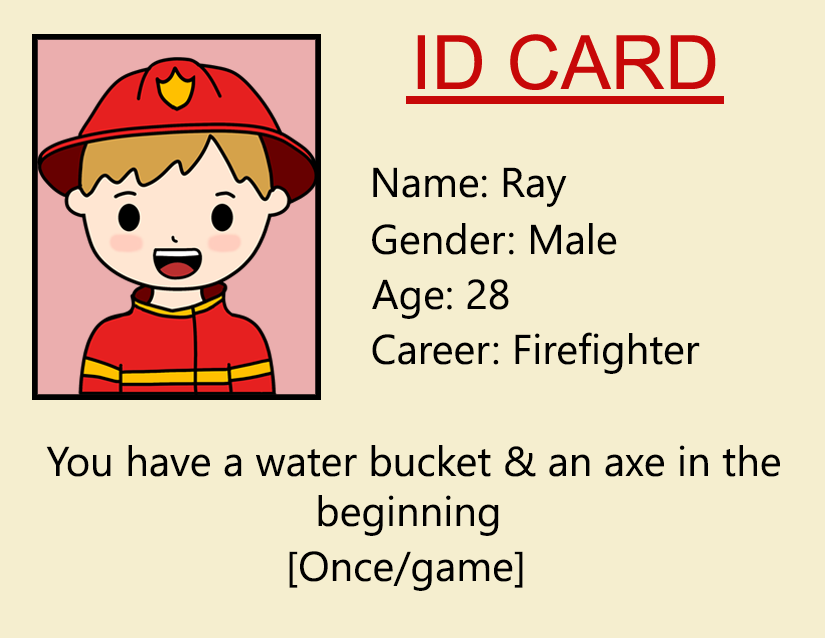 ID CARD
Name: Ray
Gender: Male
Age: 28
Career: Firefighter
You have a water bucket & an axe in the
beginning
[Once/game]